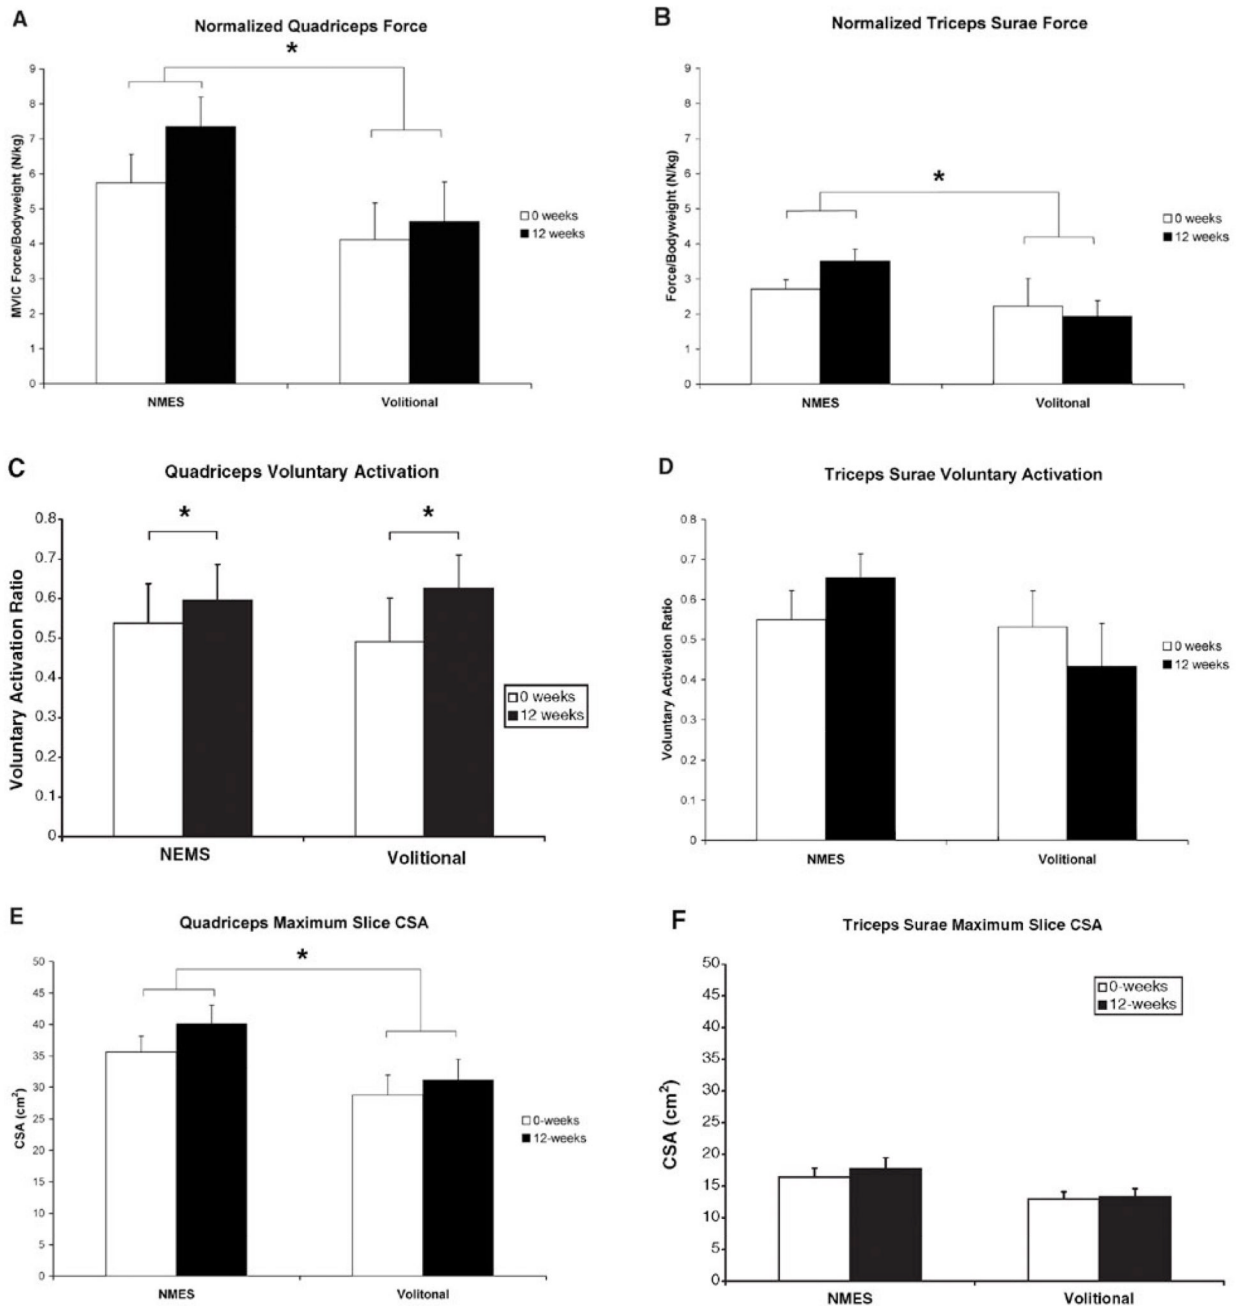 A
Normalized Quadriceps Force
*
MVIC Force/Bodyweight (N/kg)
9
8
7
6
5
4
3
2
1
0
NMES
Volitional
0 weeks
12 weeks
B
Normalized Triceps Surae Force
*
Force/Bodyweight (N/kg)
9
8
7
6
5
4
3
2
1
0
NMES
Volitonal
0 weeks
12 weeks
C
Quadriceps Voluntary Activation
*
*
Voluntary Activation Ratio
0.8
0.7
0.6
0.5
0.4
0.3
0.2
0.1
0
NEMS
Volitional
0 weeks
12 weeks
D
Triceps Surae Voluntary Activation
Voluntary Activation Ratio
0.8
0.7
0.6
0.5
0.4
0.3
0.2
0.1
0
NMES
Volitional
0 weeks
12 weeks
E
Quadriceps Maximum Slice CSA
*
CSA (cm²)
50
45
40
35
30
25
20
15
10
5
0
NMES
Volitional
0-weeks
12-weeks
F
Triceps Surae Maximum Slice CSA
CSA (cm²)
50
45
40
35
30
25
20
15
10
5
0
NMES
Volitional
0-weeks
12-weeks